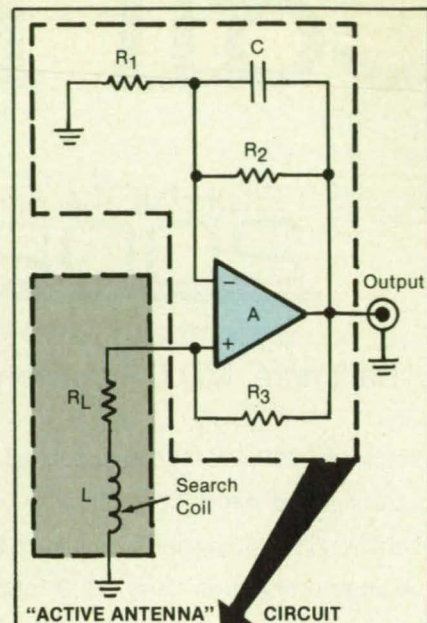 R1
C
R2
Output
−
A
+
RL
R3
L
Search
Coil
"ACTIVE ANTENNA" CIRCUIT